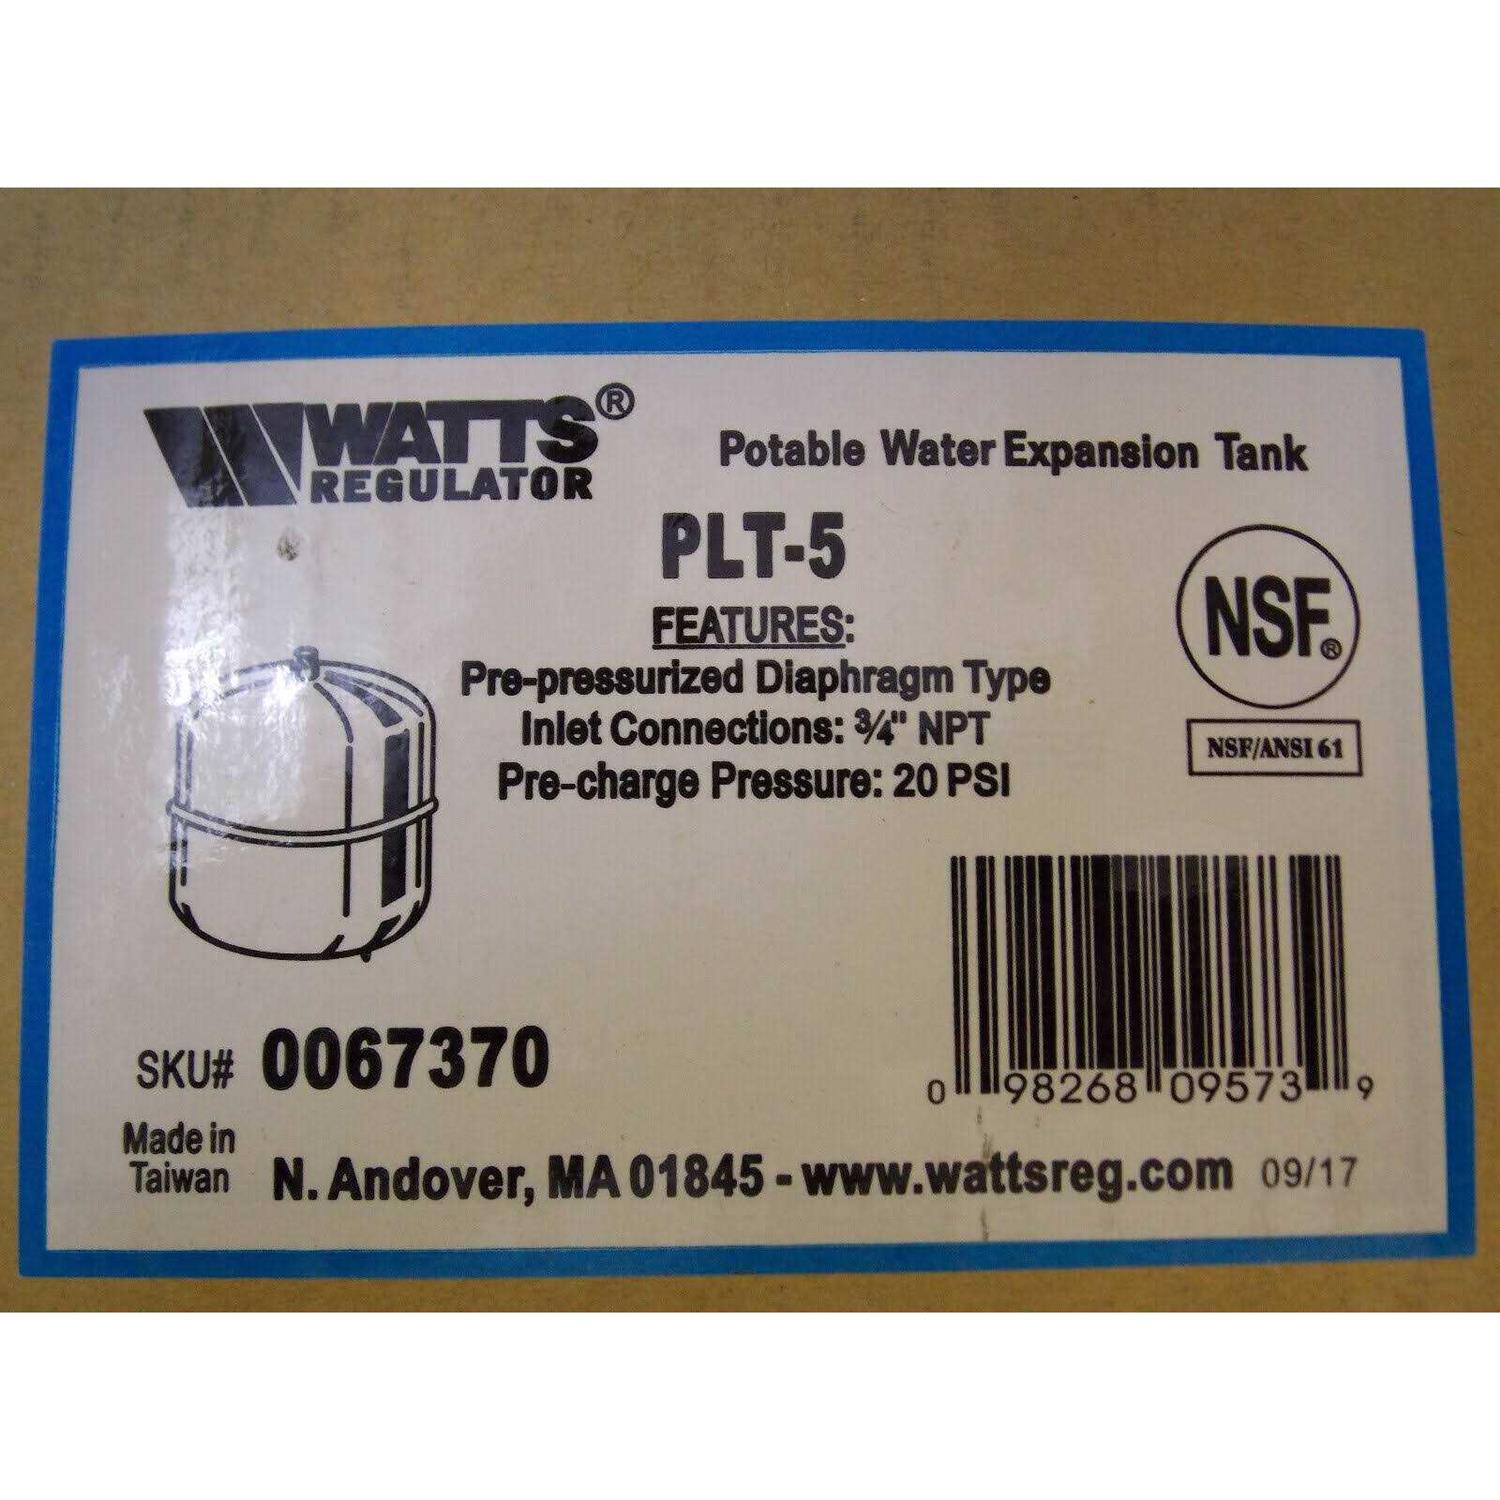 WATTS®
REGULATOR
Potable Water Expansion Tank
PLT-5
FEATURES:
Pre-pressurized Diaphragm Type
Inlet Connections: ¾" NPT
Pre-charge Pressure: 20 PSI
NSF®
NSF/ANSI 61
SKU# 0067370
0 98268 09573 9
Made in
Taiwan
N. Andover, MA 01845 - www.wattsreg.com 09/17